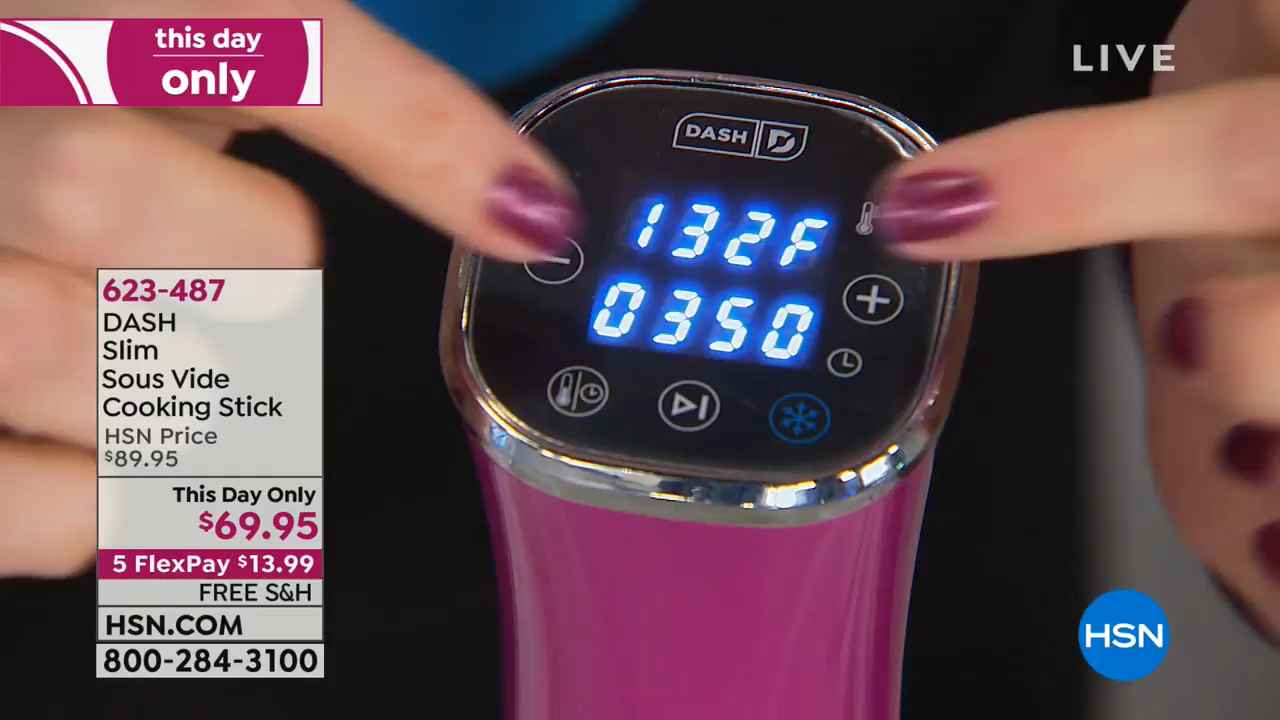 this day
only
LIVE
DASH
132F
0350
623-487
DASH
Slim
Sous Vide
Cooking Stick
HSN Price
$89.95
This Day Only
$69.95
5 FlexPay $13.99
FREE S&H
HSN.COM
800-284-3100
HSN